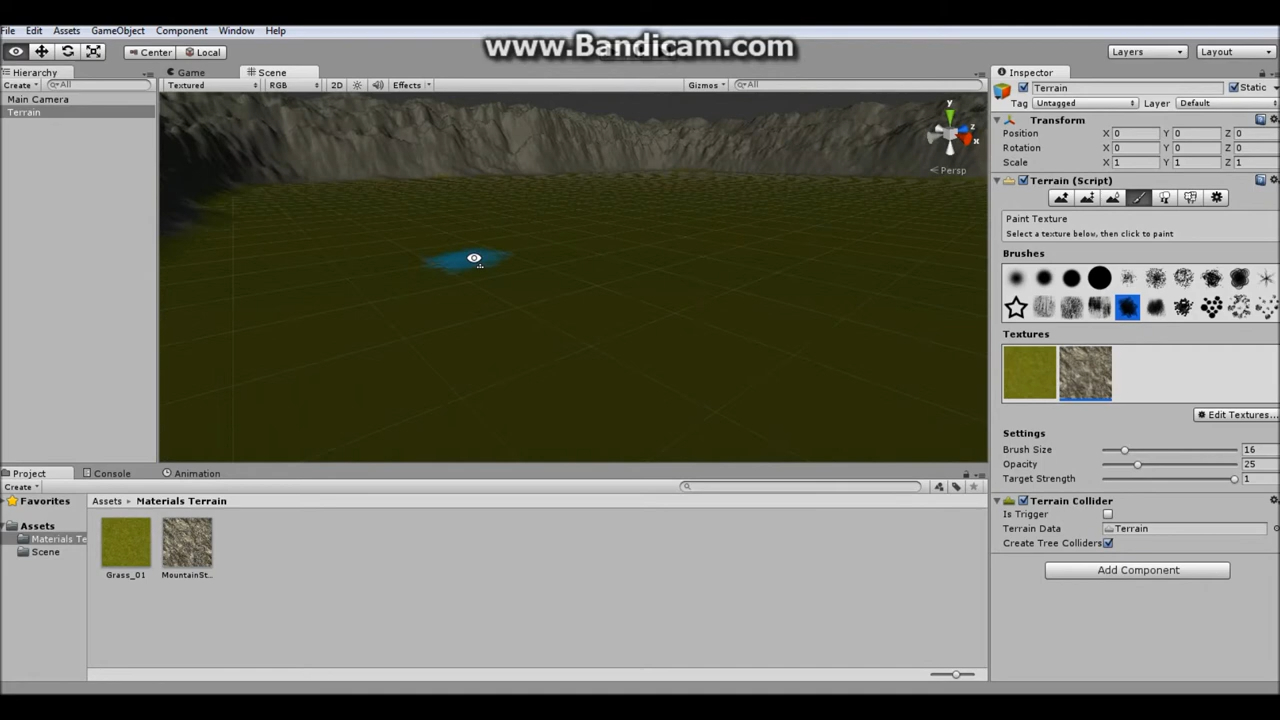 www.Bandicam.com
File Edit Assets GameObject Component Window Help
Center Local Layers Layout
Hierarchy
Create All
Main Camera
Terrain
Game Scene
Textured RGB 2D Effects Gizmos All
y
z
x
Persp
Inspector
Terrain Static
Tag Untagged Layer Default
Transform
Position X 0 Y 0 Z 0
Rotation X 0 Y 0 Z 0
Scale X 1 Y 1 Z 1
Terrain (Script)
Paint Texture
Select a texture below, then click to paint
Brushes
Textures
Edit Textures...
Settings
Brush Size 16
Opacity 25
Target Strength 1
Terrain Collider
Is Trigger
Terrain Data Terrain
Create Tree Colliders
Add Component
Project Console Animation
Create
Favorites
Assets
Materials Te
Scene
Assets Materials Terrain
Grass_01 MountainSt...